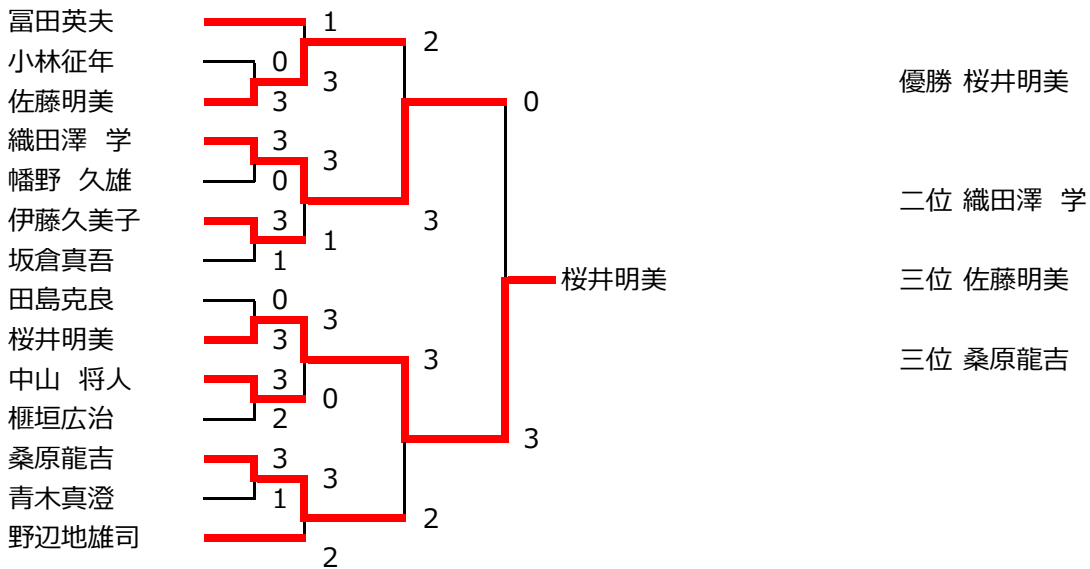 冨田英夫 1
2
小林征年 0
3
佐藤明美 3
0
優勝 桜井明美
織田澤 学 3
3
幡野 久雄 0
二位 織田澤 学
伊藤久美子 3
3
1
坂倉真吾 1
桜井明美
三位 佐藤明美
田島克良 0
3
桜井明美 3
3
三位 桑原龍吉
中山 将人 3
0
榧垣広治 2
3
桑原龍吉 3
3
青木真澄 1
2
野辺地雄司
2